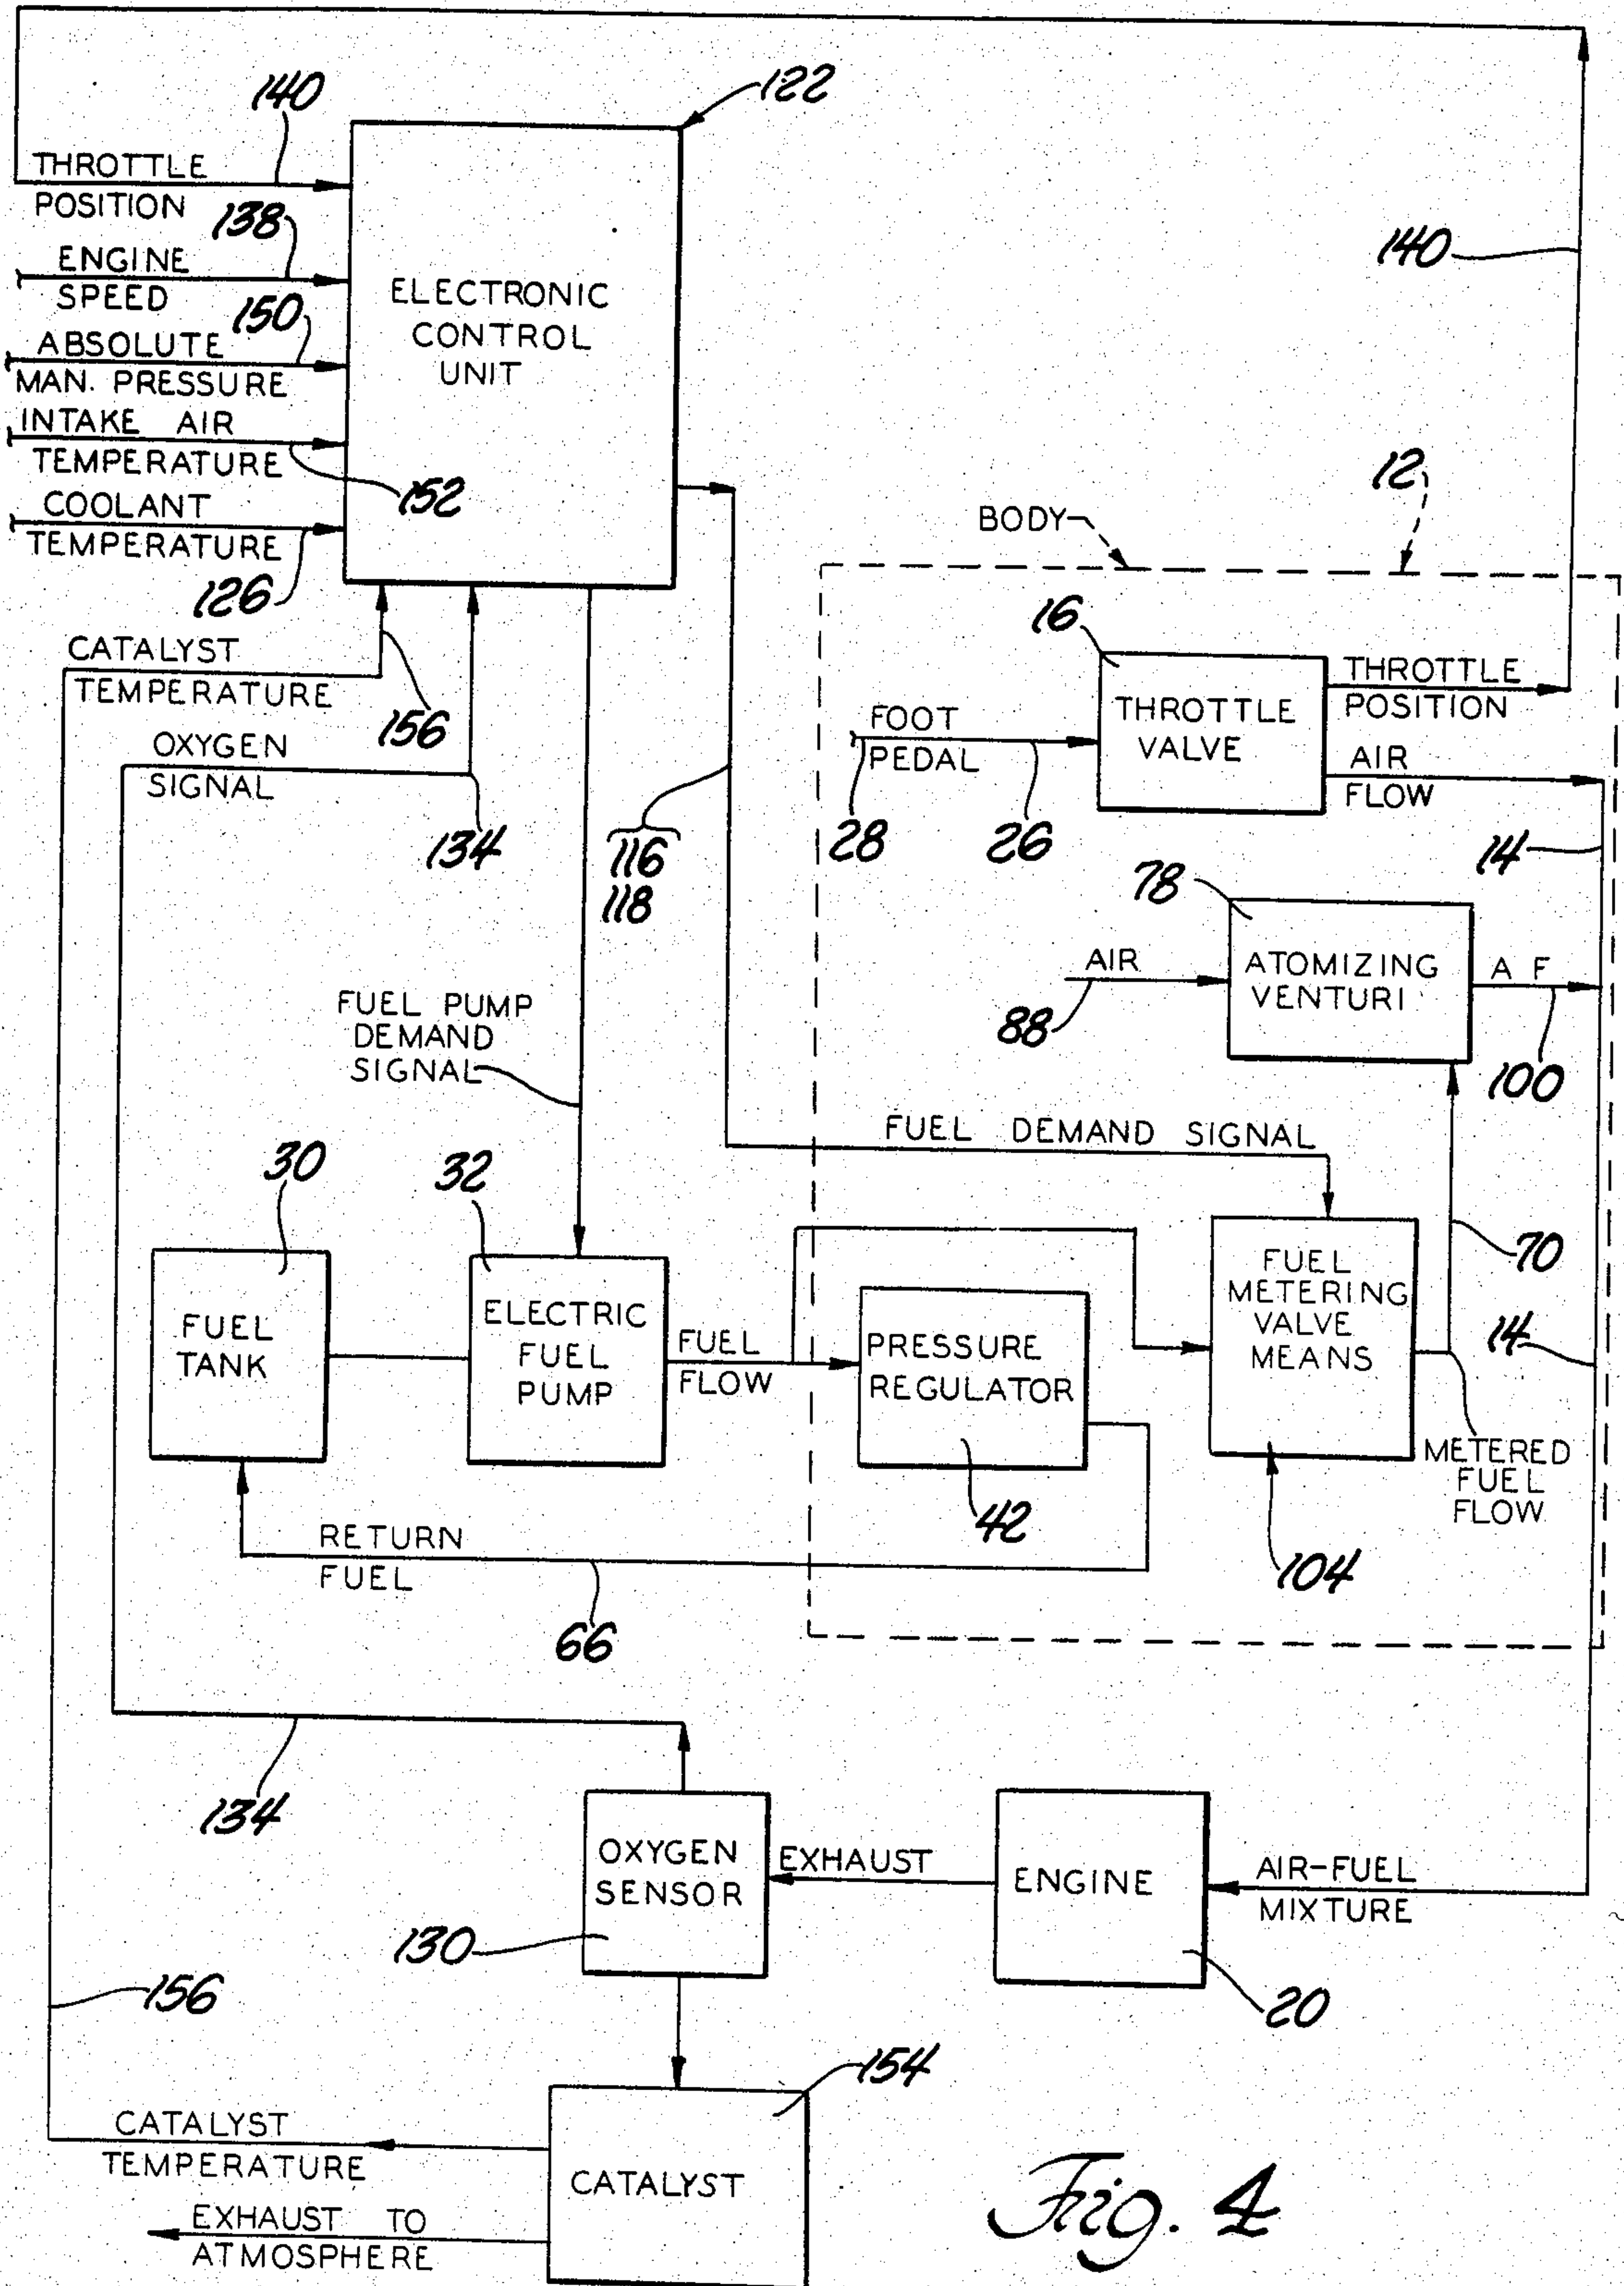 140
122
THROTTLE
POSITION
138
ENGINE
SPEED
150
ABSOLUTE
MAN. PRESSURE
INTAKE AIR
TEMPERATURE
152
COOLANT
TEMPERATURE
126
ELECTRONIC
CONTROL
UNIT
140
12
BODY
CATALYST
TEMPERATURE
156
OXYGEN
SIGNAL
134
116
118
16
THROTTLE
VALVE
THROTTLE
POSITION
FOOT
PEDAL
28
26
AIR
FLOW
14
78
AIR
88
ATOMIZING
VENTURI
A F
100
FUEL PUMP
DEMAND
SIGNAL
FUEL DEMAND SIGNAL
30
FUEL
TANK
32
ELECTRIC
FUEL
PUMP
FUEL
FLOW
PRESSURE
REGULATOR
42
FUEL
METERING
VALVE
MEANS
104
70
14
METERED
FUEL
FLOW
RETURN
FUEL
66
134
OXYGEN
SENSOR
130
EXHAUST
ENGINE
20
AIR-FUEL
MIXTURE
156
154
CATALYST
TEMPERATURE
CATALYST
EXHAUST TO
ATMOSPHERE
Fig. 4